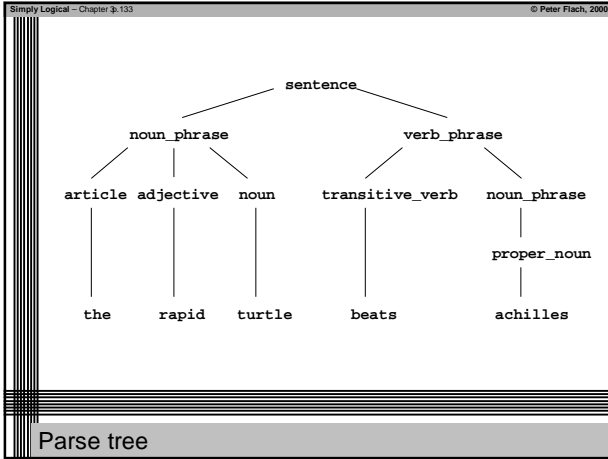 Simply Logical – Chapter 3p.133 © Peter Flach, 2000
sentence
noun_phrase verb_phrase
article adjective noun transitive_verb noun_phrase
proper_noun
the rapid turtle beats achilles
Parse tree